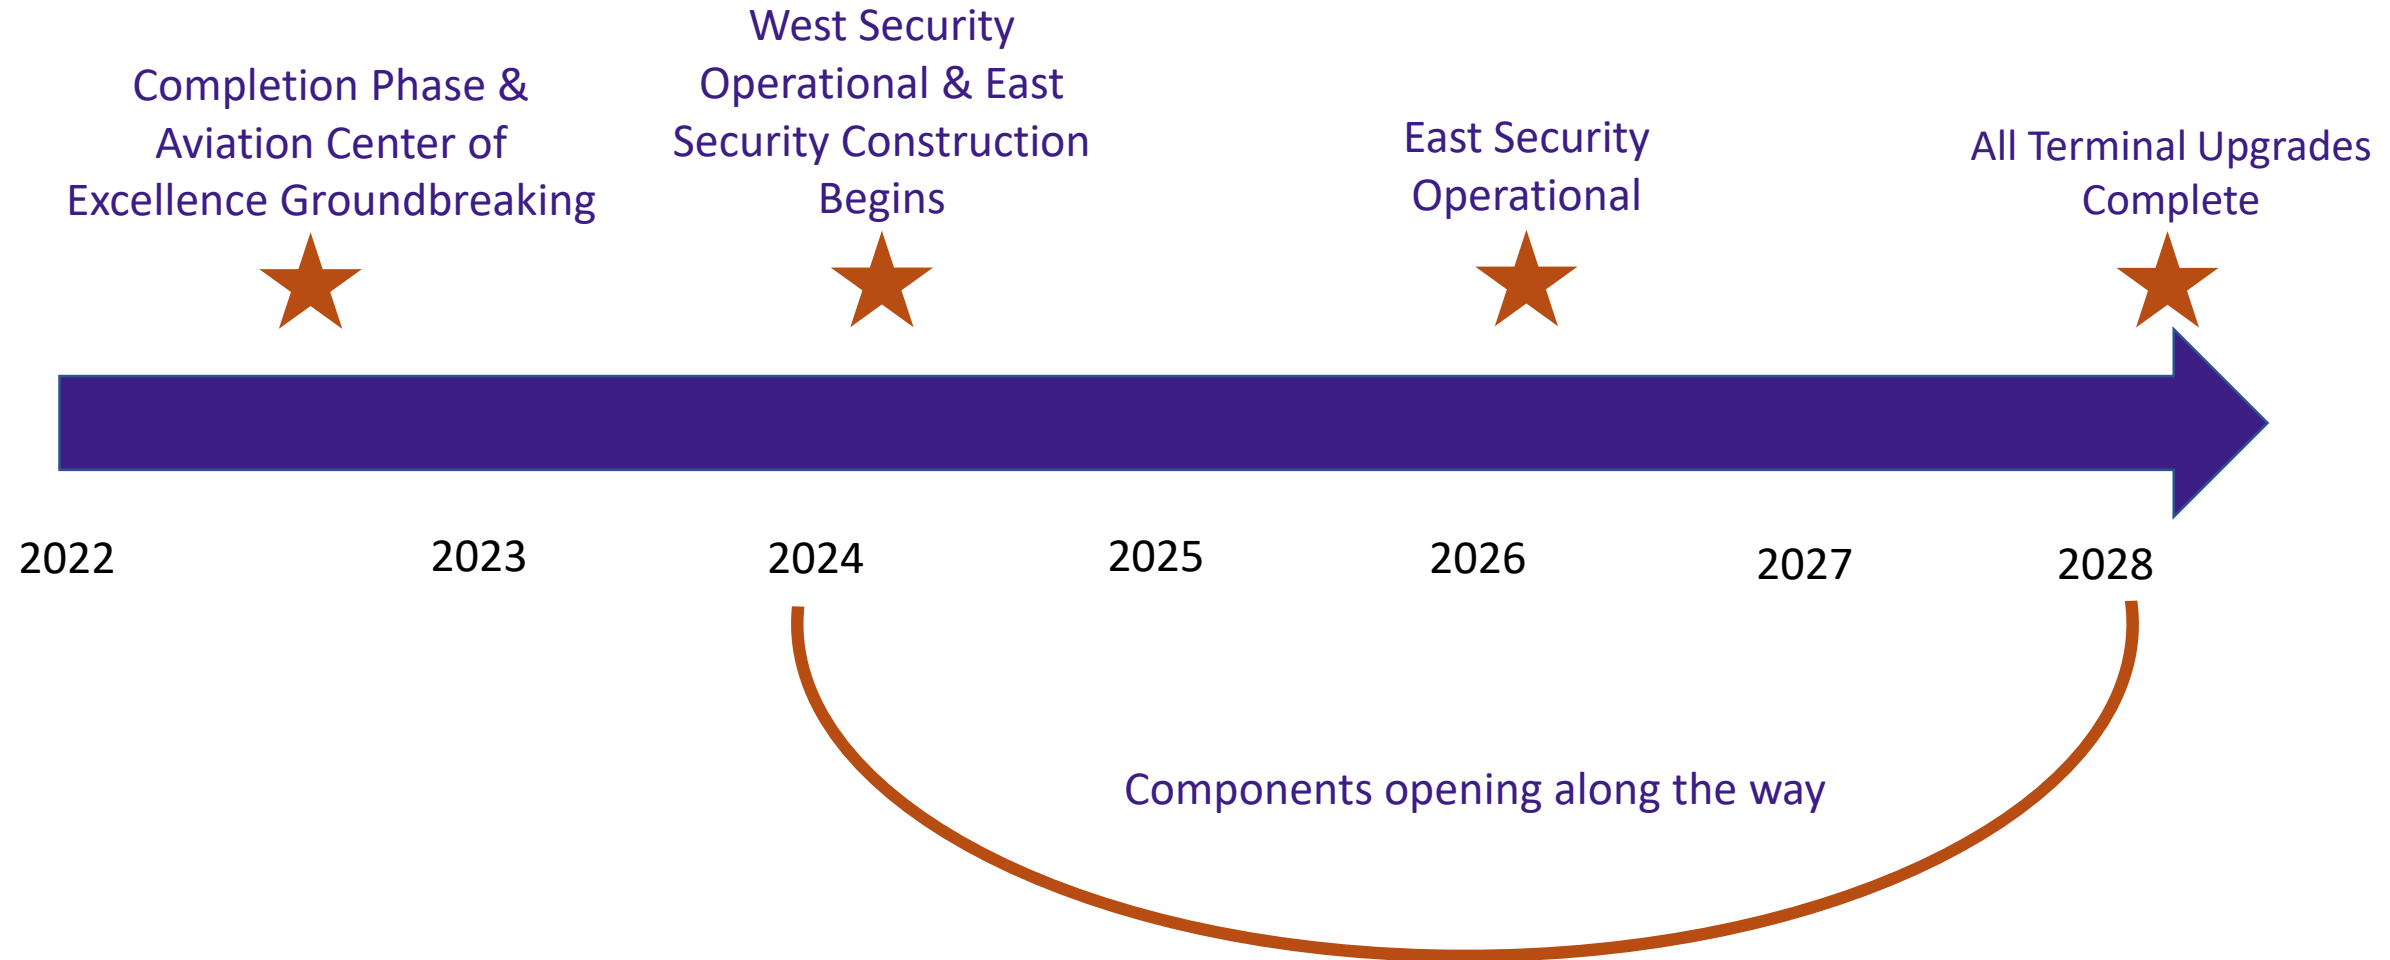 Completion Phase &
Aviation Center of
Excellence Groundbreaking
West Security
Operational & East
Security Construction
Begins
East Security
Operational
All Terminal Upgrades
Complete
2022
2023
2024
2025
2026
2027
2028
Components opening along the way